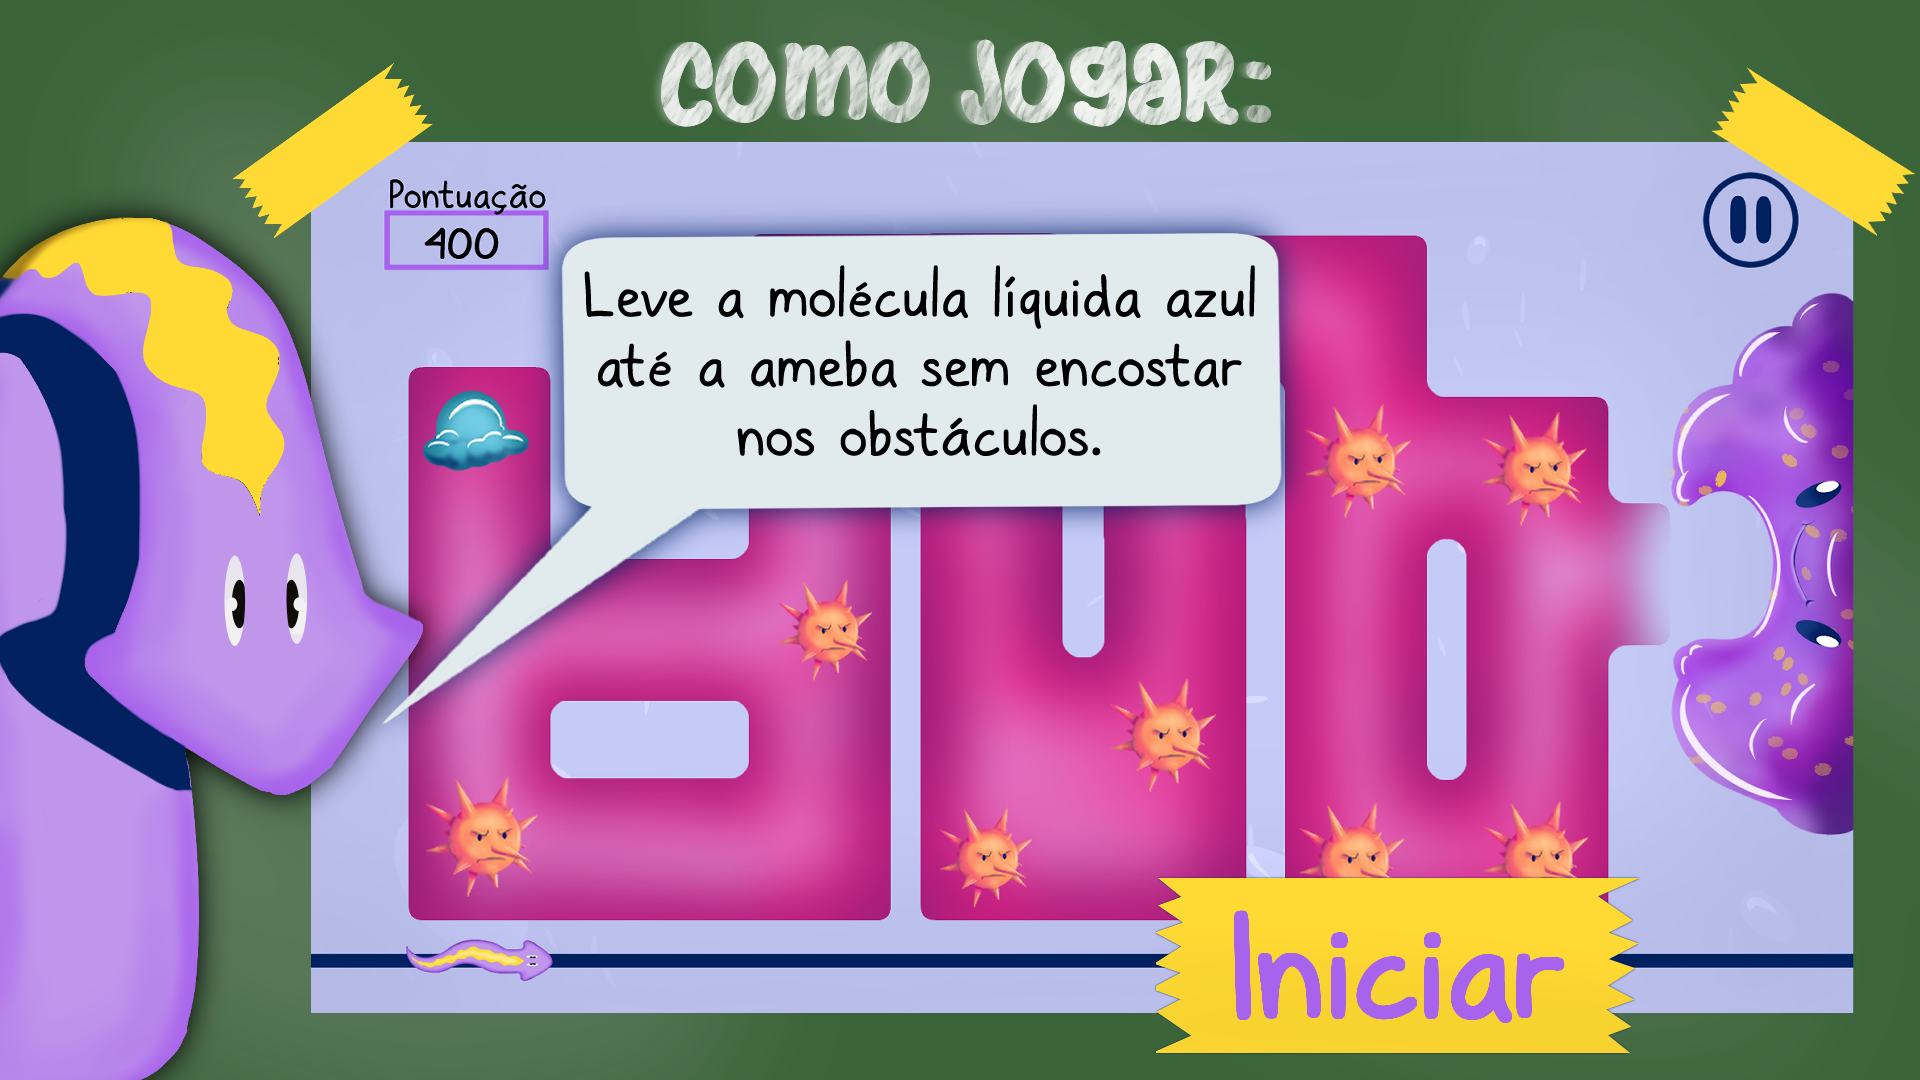 Como Jogar:
Pontuação
400
Leve a molécula líquida azul
até a ameba sem encostar
nos obstáculos.
Iniciar